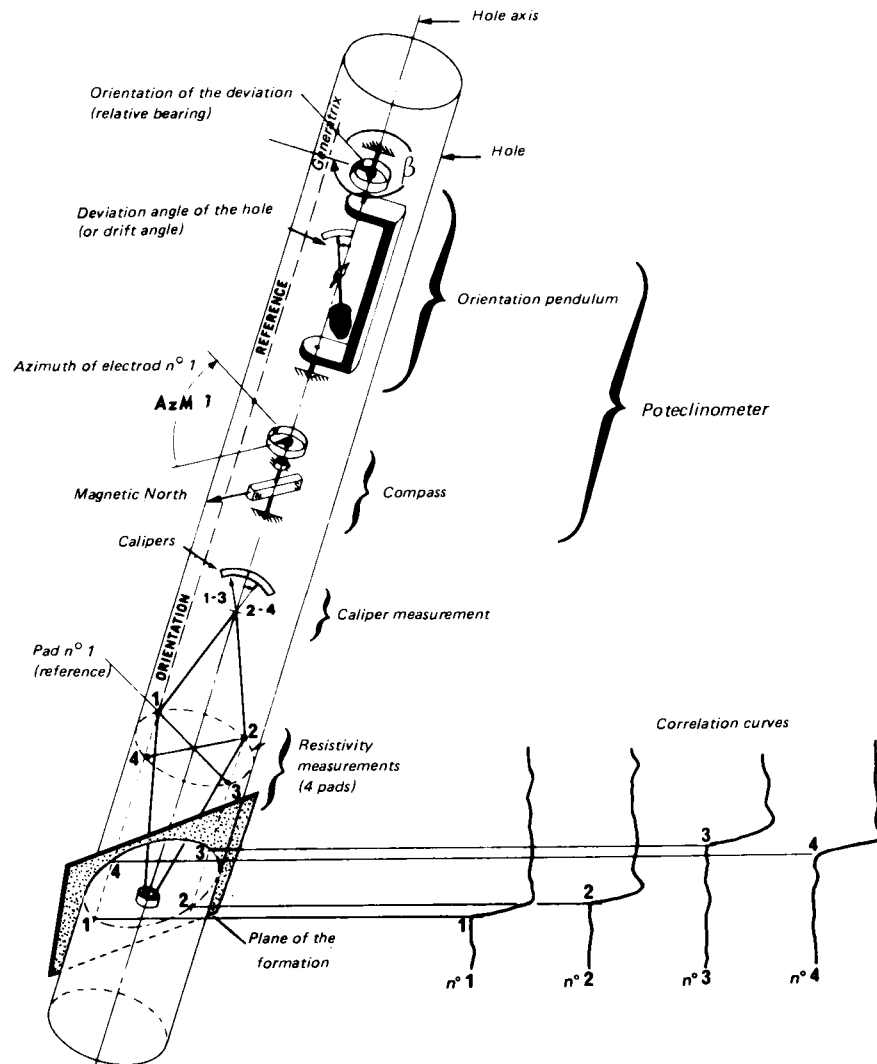 Hole axis
Orientation of the deviation
(relative bearing)
Generatrix
β
Hole
Deviation angle of the hole
(or drift angle)
REFERENCE
Orientation pendulum
Azimuth of electrod n° 1
AzM 1
Poteclinometer
Magnetic North
Compass
Calipers
1-3
2-4
Caliper measurement
ORIENTATION
Pad n° 1
(reference)
1
2
4
3
Resistivity
measurements
(4 pads)
Correlation curves
3
4
3
4
2
1
2
1
Plane of the
formation
n° 1
n° 2
n° 3
n° 4